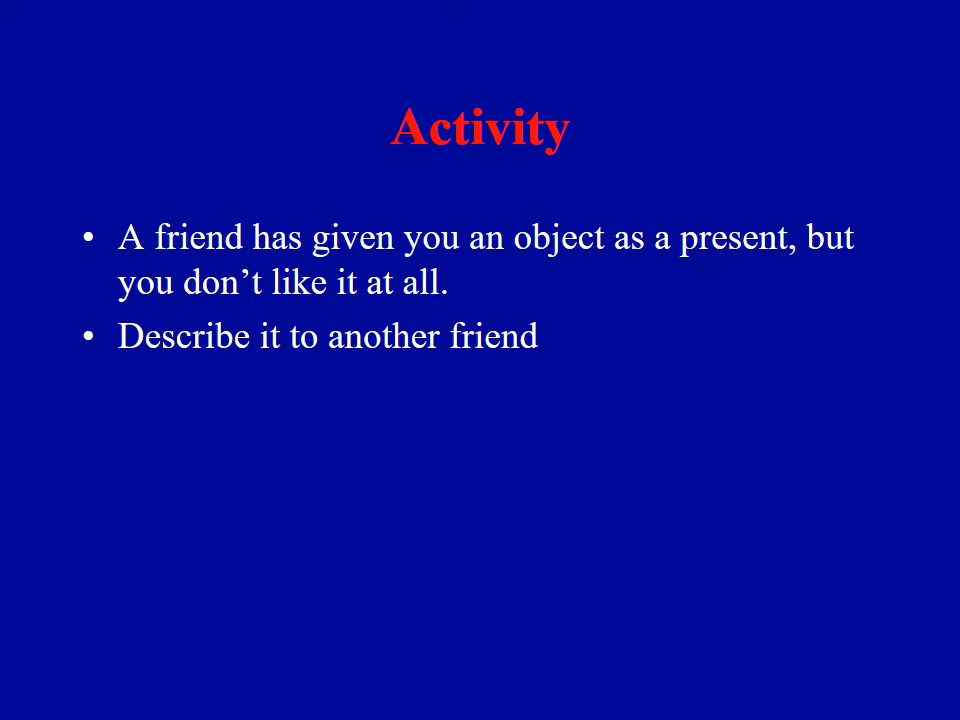 Activity
• A friend has given you an object as a present, but
you don’t like it at all.
• Describe it to another friend